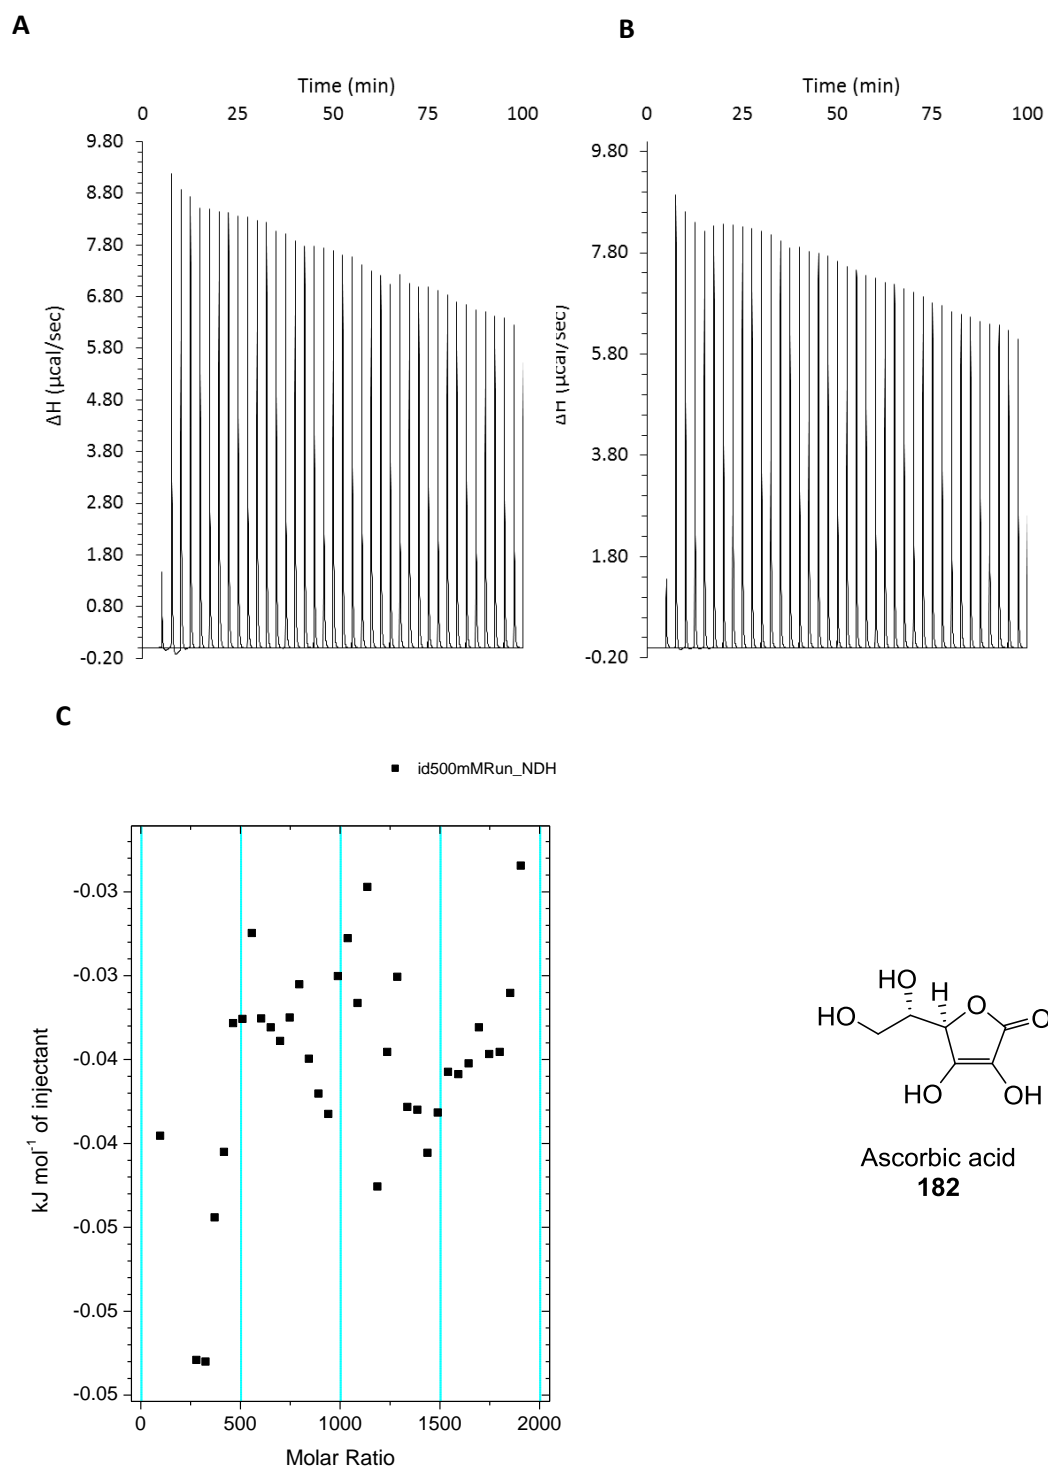 A
Time (min)
0 25 50 75 100
9.80
8.80
7.80
6.80
5.80
4.80
3.80
2.80
1.80
0.80
-0.20
ΔH (µcal/sec)
B
Time (min)
0 25 50 75 100
9.80
7.80
5.80
3.80
1.80
-0.20
ΔH (µcal/sec)
C
id500mMRun_NDH
-0.03
-0.03
-0.04
-0.04
-0.05
-0.05
-0.05
kJ mol⁻¹ of injectant
0 500 1000 1500 2000
Molar Ratio
HO
H
O
HO
O
HO
OH
Ascorbic acid
182